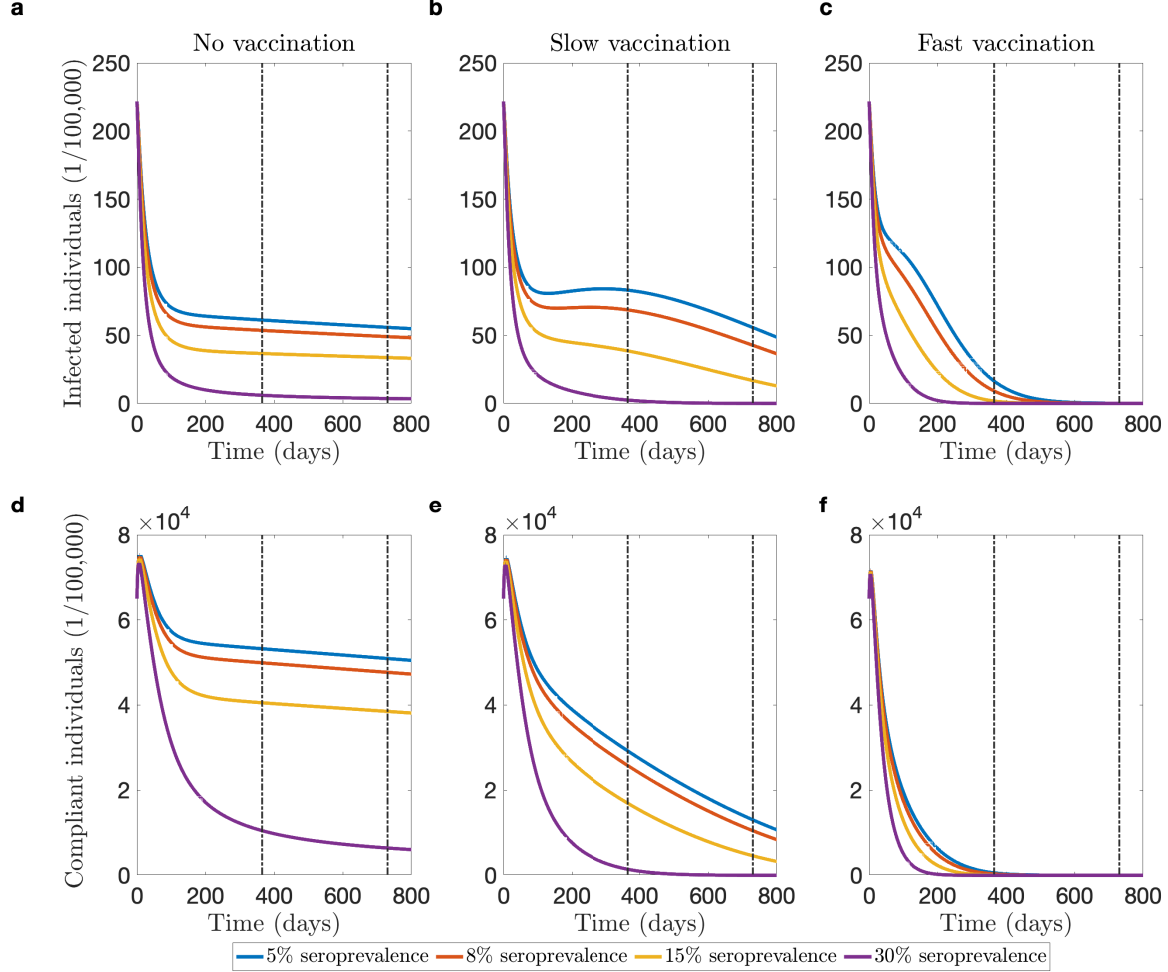 a
b
c
No vaccination
Slow vaccination
Fast vaccination
Infected individuals (1/100,000)
250
200
150
100
50
0
0 200 400 600 800
Time (days)
250
200
150
100
50
0
0 200 400 600 800
Time (days)
250
200
150
100
50
0
0 200 400 600 800
Time (days)
d
e
f
Compliant individuals (1/100,000)
×10⁴
8
6
4
2
0
0 200 400 600 800
Time (days)
×10⁴
8
6
4
2
0
0 200 400 600 800
Time (days)
×10⁴
8
6
4
2
0
0 200 400 600 800
Time (days)
5% seroprevalence 8% seroprevalence 15% seroprevalence 30% seroprevalence